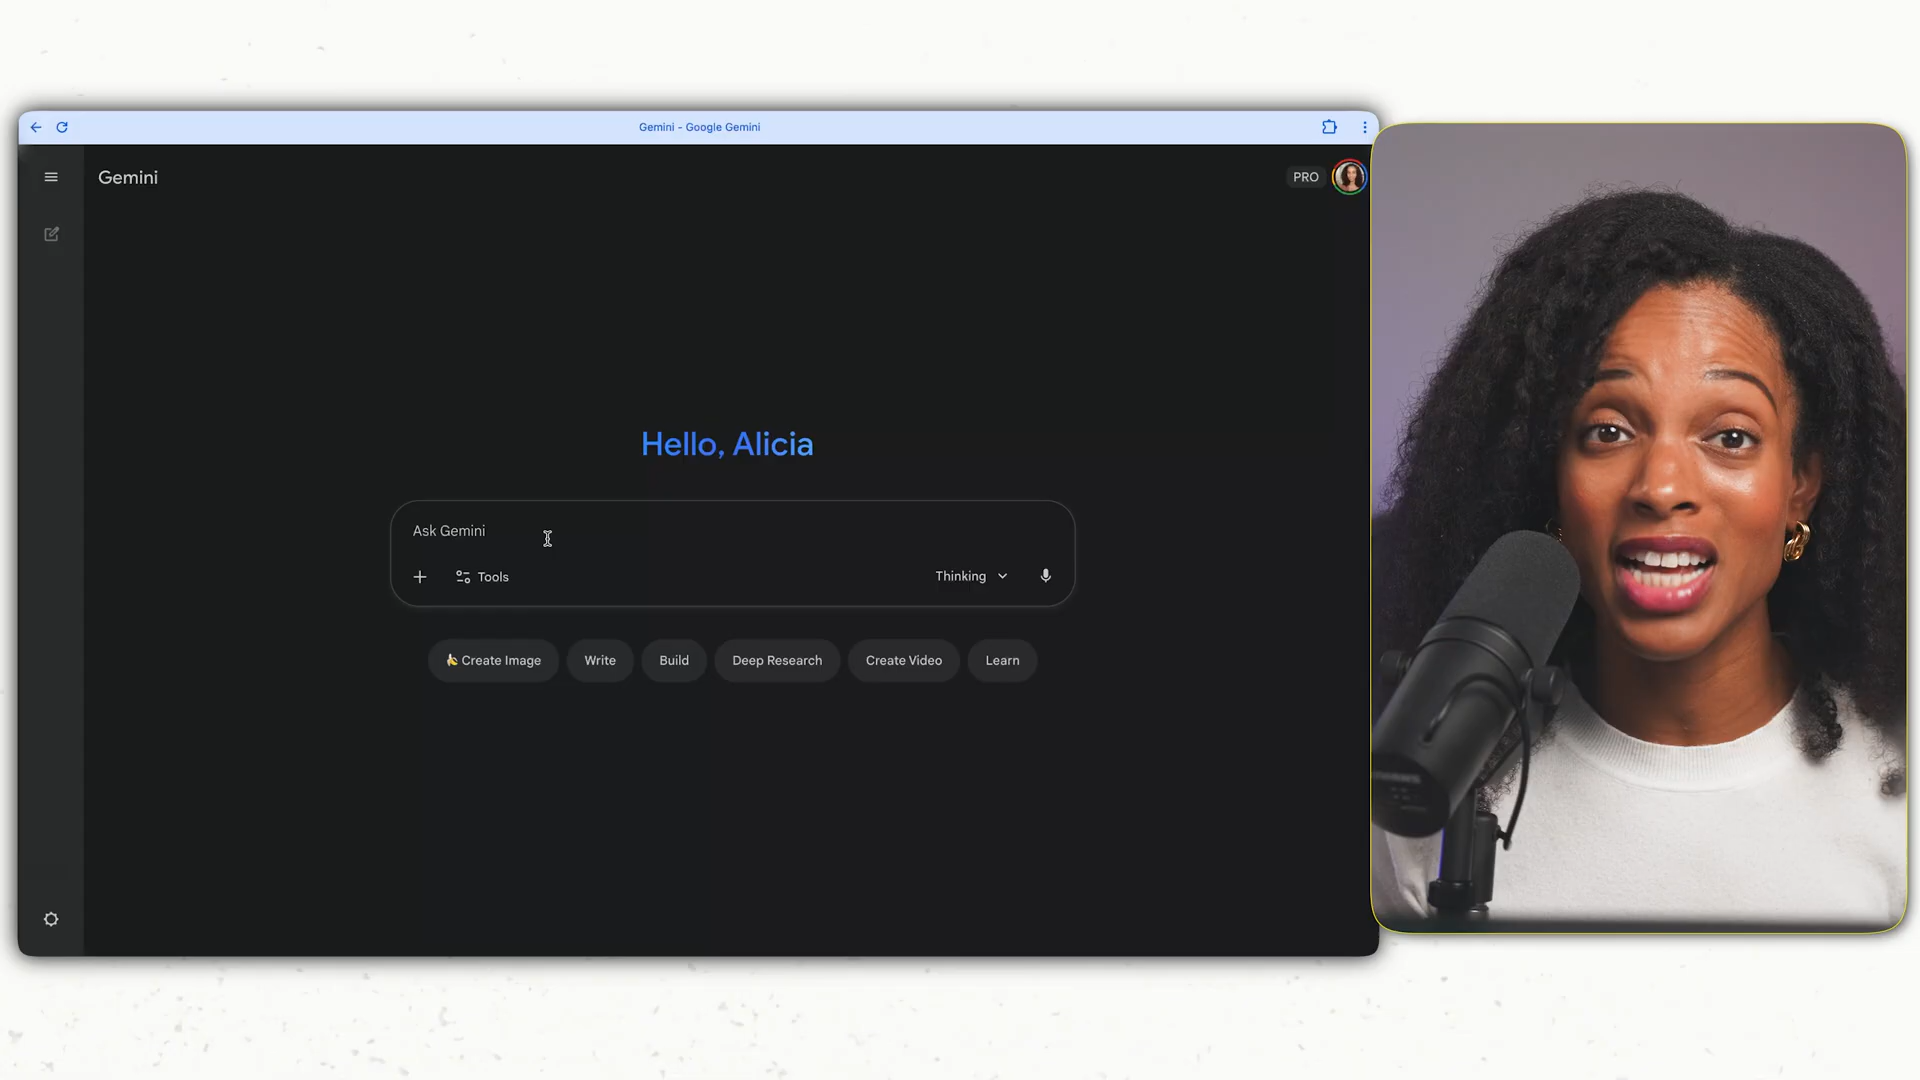 Gemini - Google Gemini
Gemini
PRO
Hello, Alicia
Ask Gemini
Tools
Thinking
Create Image
Write
Build
Deep Research
Create Video
Learn